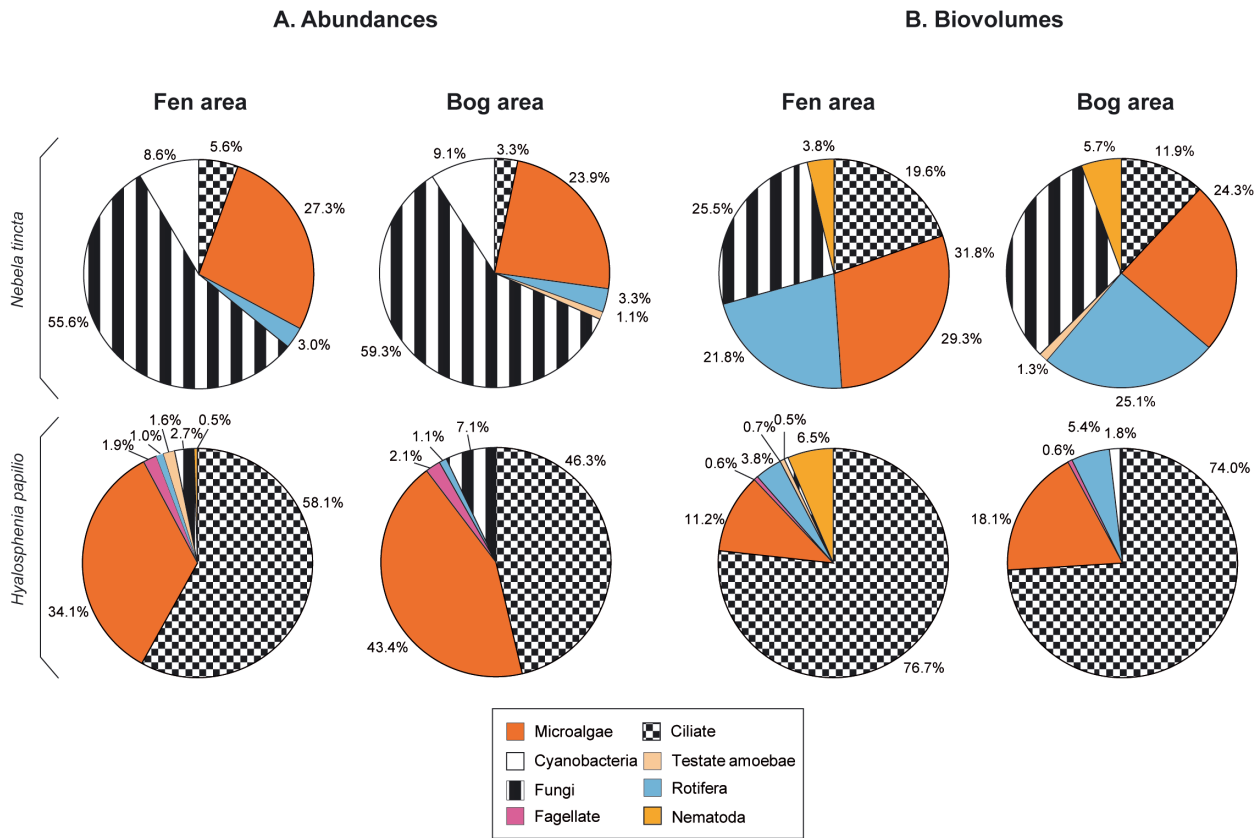 A. Abundances
B. Biovolumes
Fen area
Bog area
Fen area
Bog area
Nebela tincta
8.6%
5.6%
27.3%
3.0%
55.6%
9.1%
3.3%
23.9%
3.3%
1.1%
59.3%
3.8%
19.6%
31.8%
29.3%
21.8%
25.5%
5.7%
11.9%
24.3%
25.1%
1.3%
Hyalosphenia papilio
1.9%
1.0%
1.6%
2.7%
0.5%
58.1%
34.1%
2.1%
1.1%
7.1%
46.3%
43.4%
11.2%
0.6%
3.8%
0.7%
0.5%
6.5%
76.7%
18.1%
0.6%
5.4%
1.8%
74.0%
Microalgae
Ciliate
Cyanobacteria
Testate amoebae
Fungi
Rotifera
Fagellate
Nematoda